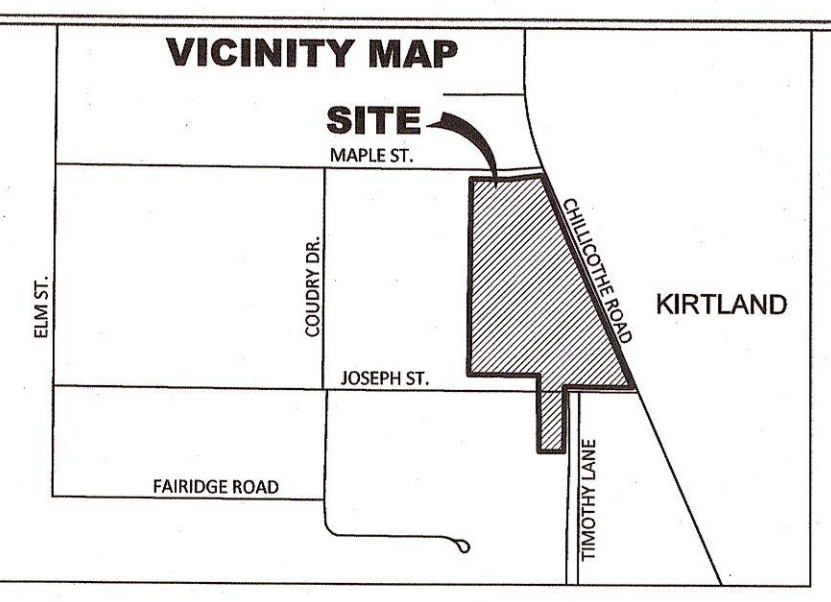 VICINITY MAP
SITE
MAPLE ST.
CHILLICOTHE ROAD
ELM ST.
COUDRY DR.
KIRTLAND
JOSEPH ST.
FAIRIDGE ROAD
TIMOTHY LANE